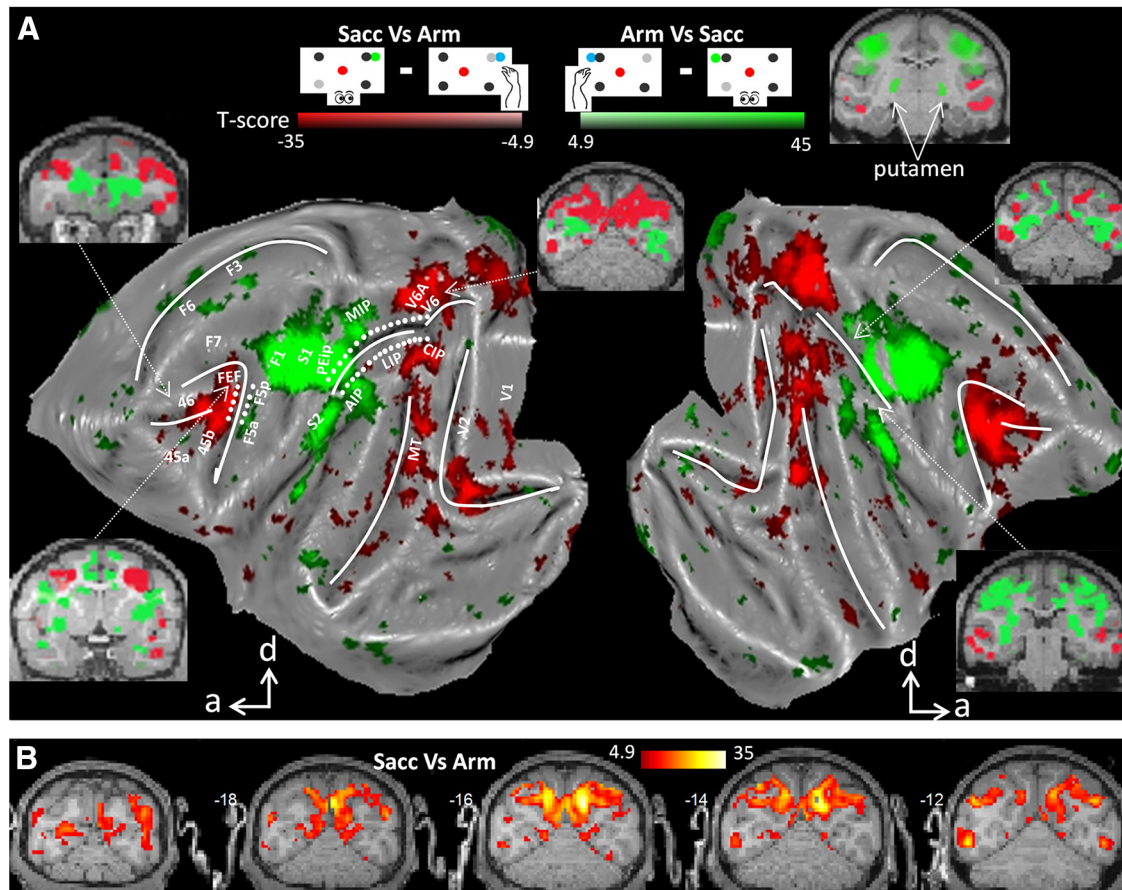 A
Sacc Vs Arm
Arm Vs Sacc
T-score
-35
-4.9
4.9
45
putamen
F3
F6
F7
F1
S1
MIP
PEip
V6A
V6
LIP
CIP
AIP
S2
FEF
F5p
F5a
46
45b
45a
MT
V2
V1
d
a
d
a
B
Sacc Vs Arm
4.9
35
-18
-16
-14
-12